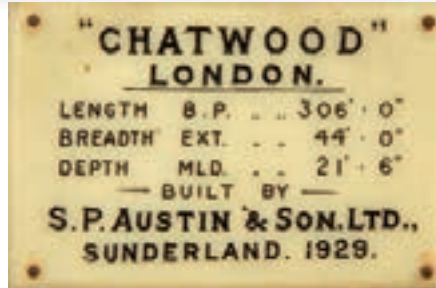 "CHATWOOD"
LONDON.
LENGTH B.P. . . 306' · 0"
BREADTH EXT. . . 44' · 0"
DEPTH MLD. . . 21' · 6"
— BUILT BY —
S.P. AUSTIN & SON. LTD.,
SUNDERLAND. 1929.